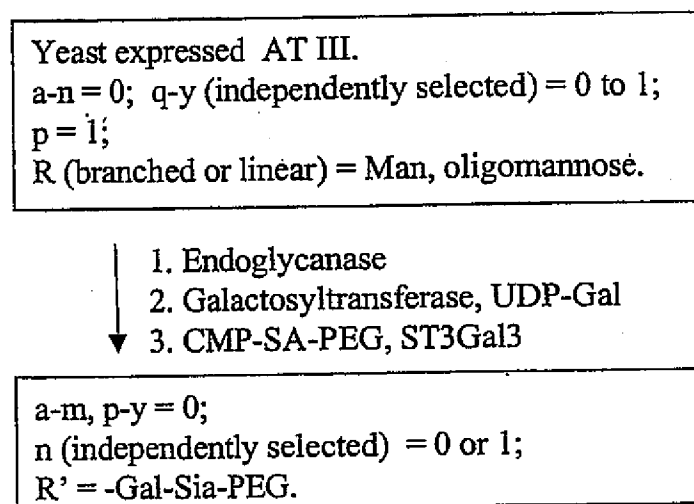 Yeast expressed AT III.
a-n = 0; q-y (independently selected) = 0 to 1;
p = 1;
R (branched or linear) = Man, oligomannose.
1. Endoglycanase
2. Galactosyltransferase, UDP-Gal
3. CMP-SA-PEG, ST3Gal3
a-m, p-y = 0;
n (independently selected) = 0 or 1;
R’ = -Gal-Sia-PEG.